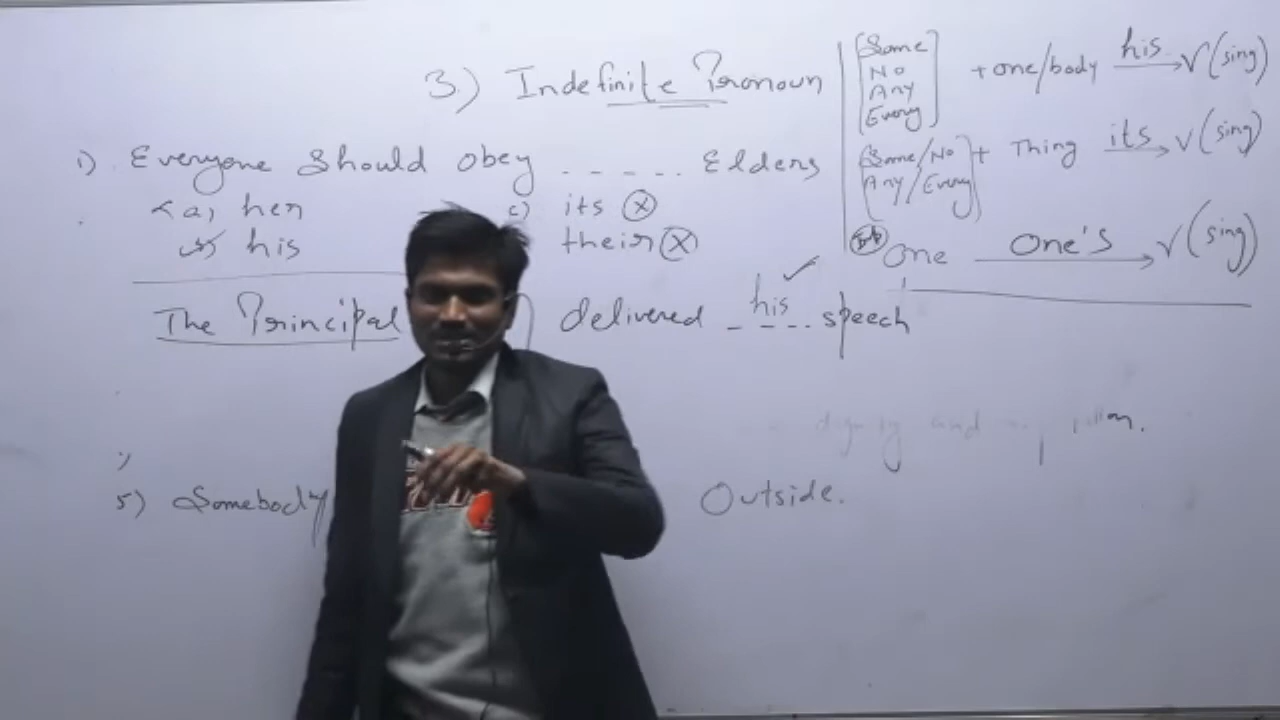 3.) Indefinite Pronoun
1) Everyone should obey ------ Elders
a) her
c) its ⓧ
b) his
their ⓧ
The Principal
delivered ----- speech
his ✓
5) Somebody
Outside.
[Some
No
Any
Every]
+ one/body his → V (sing)
[Some/No
Any/Every] + Thing its → V (sing)
One One's → V (sing)